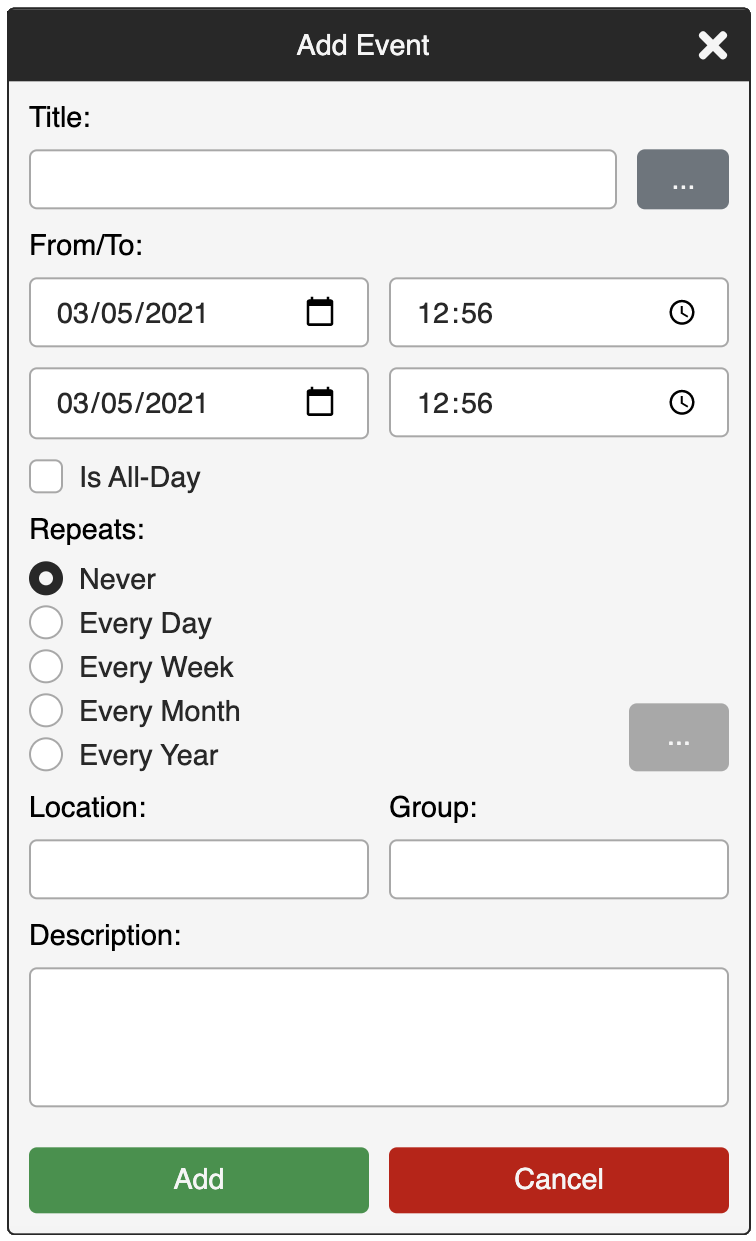 Add Event
Title:
...
From/To:
03/05/2021 12:56
03/05/2021 12:56
Is All-Day
Repeats:
Never
Every Day
Every Week
Every Month
Every Year
...
Location: Group:
Description:
Add Cancel